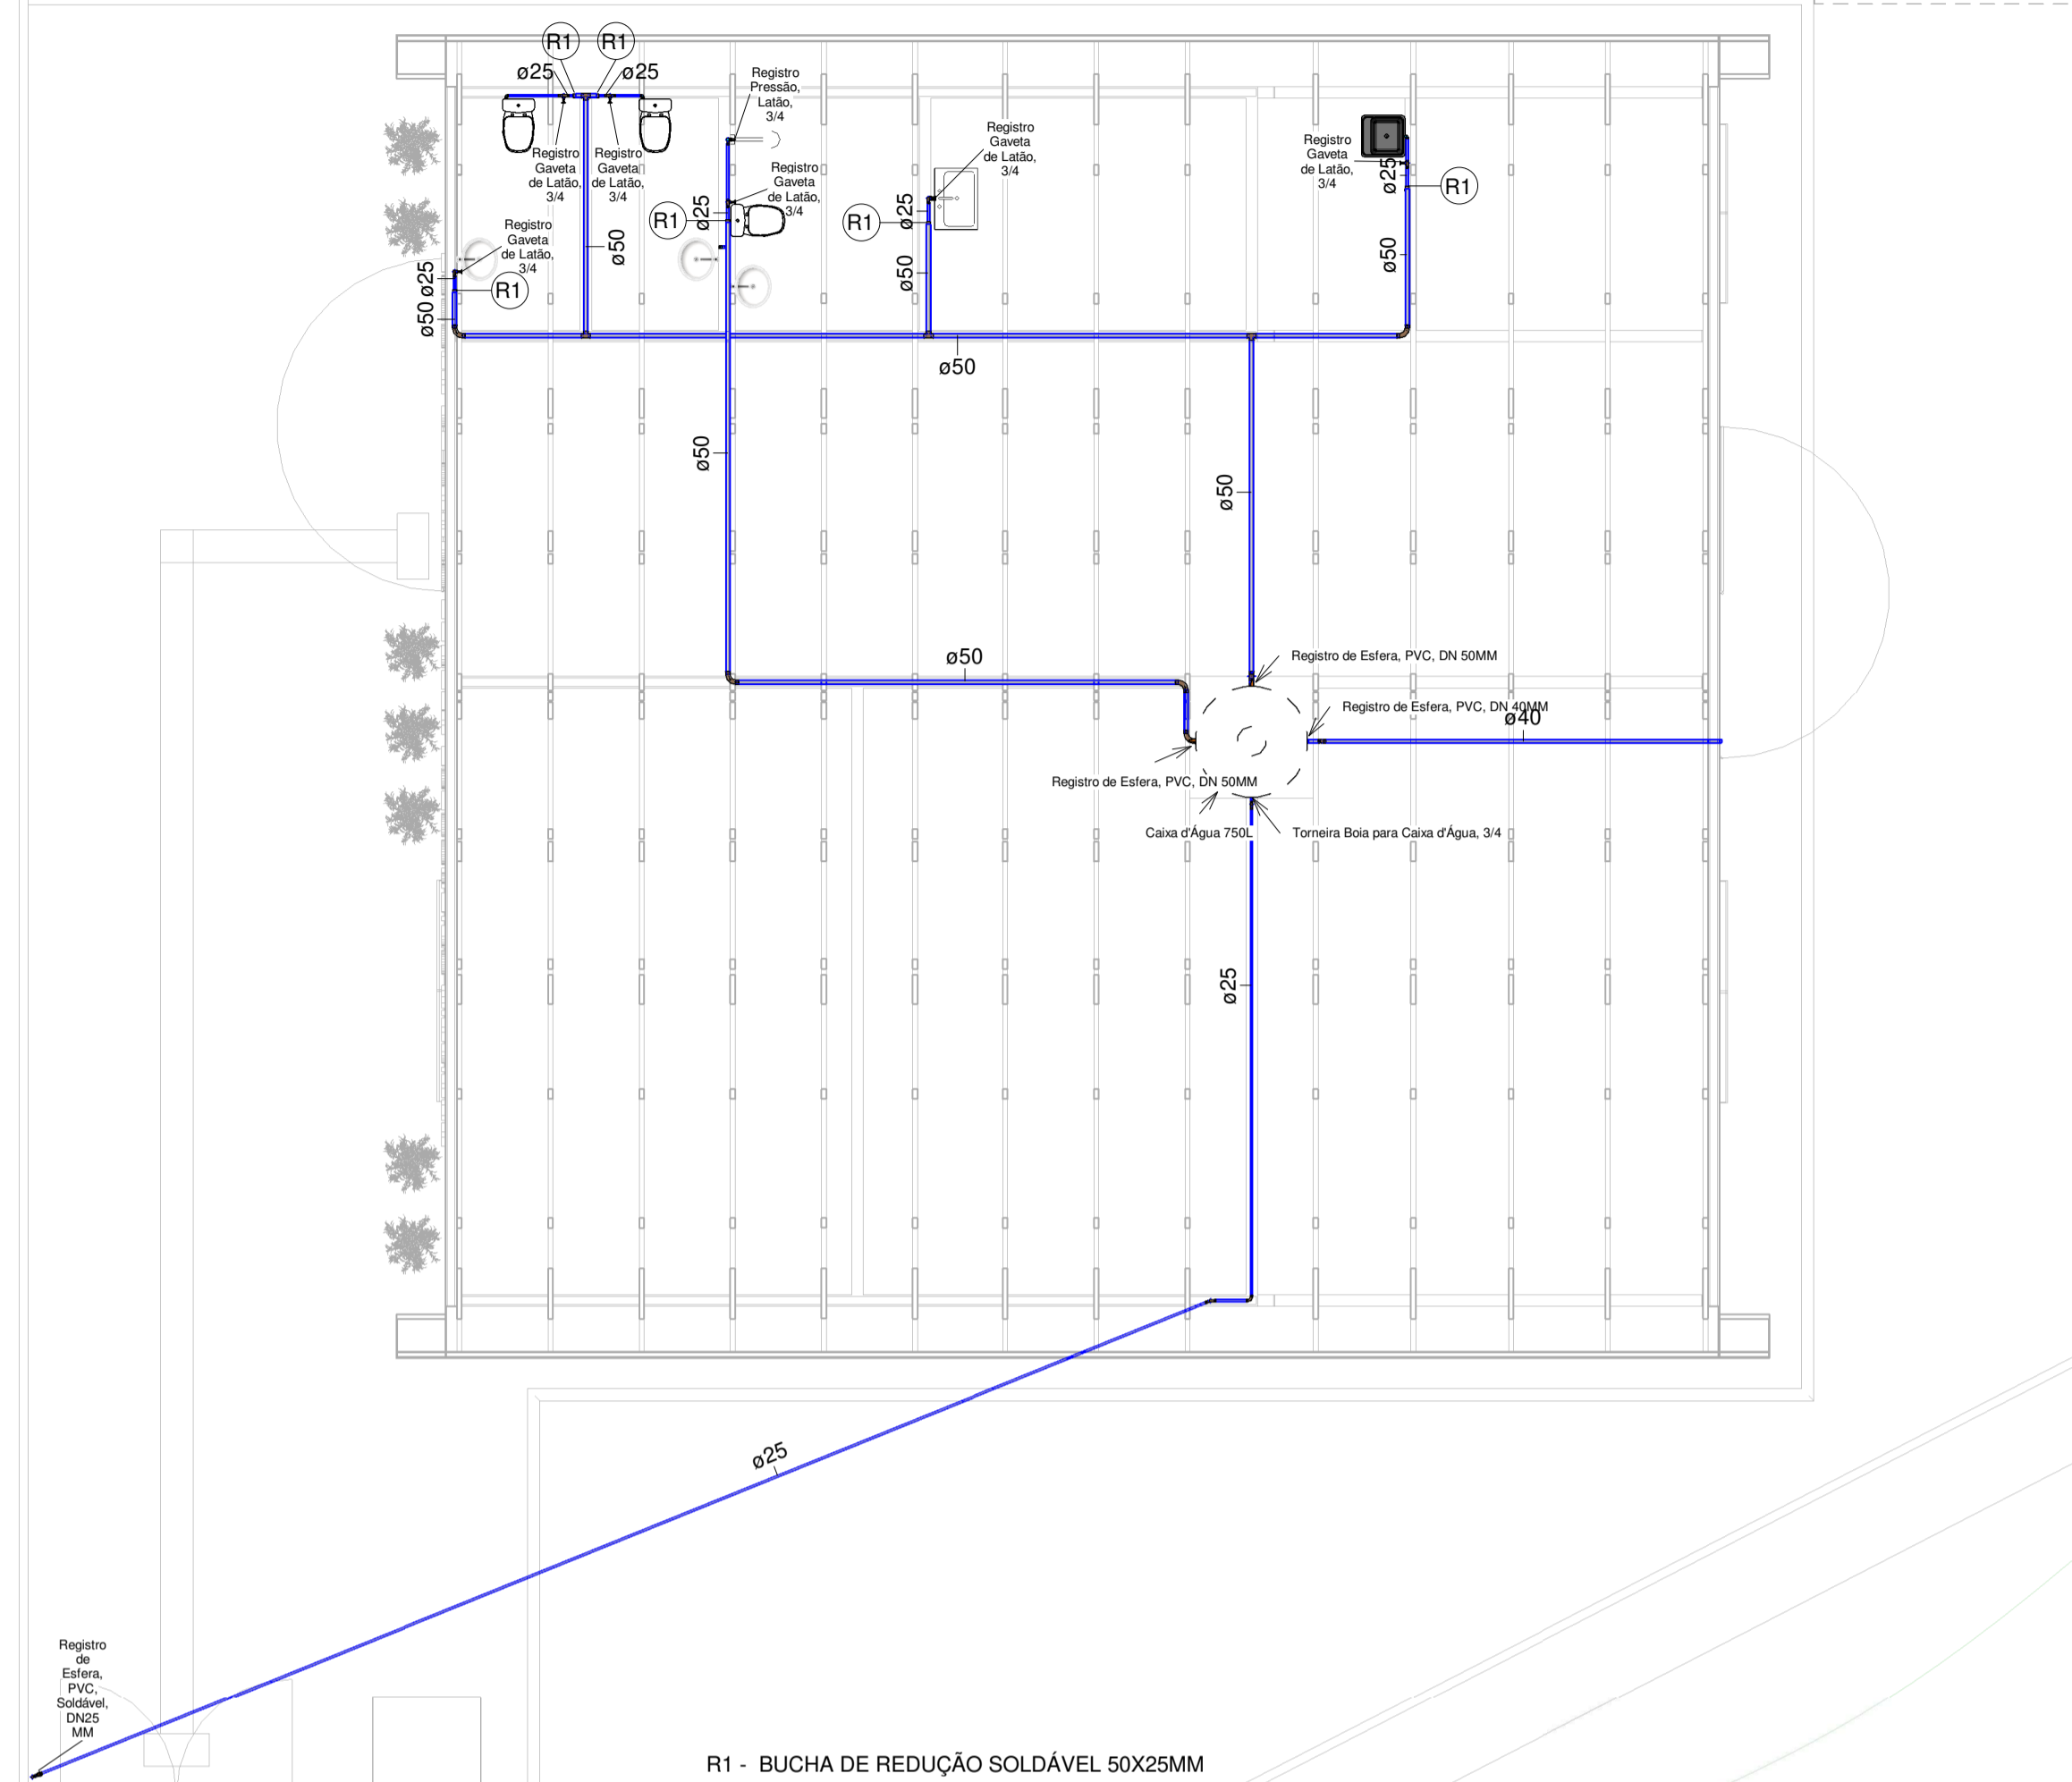 R1
R1
ø25
ø25
Registro
Pressão,
Latão,
3/4
Registro
Gaveta
de Latão,
3/4
Registro
Gaveta
de Latão,
3/4
Registro
Gaveta
de Latão,
3/4
Registro
Gaveta
de Latão,
3/4
Registro
Gaveta
de Latão,
3/4
ø25
R1
R1
ø25
R1
ø25
Registro
Gaveta
de Latão,
3/4
ø50
ø50
ø50
ø25
R1
ø50
ø50
ø50
ø50
ø50
Registro de Esfera, PVC, DN 50MM
Registro de Esfera, PVC, DN 40MM
ø40
Registro de Esfera, PVC, DN 50MM
Caixa d'Água 750L
Torneira Boia para Caixa d'Água, 3/4
ø25
ø25
Registro
de
Esfera,
PVC,
Soldável,
DN25
MM
R1 - BUCHA DE REDUÇÃO SOLDÁVEL 50X25MM